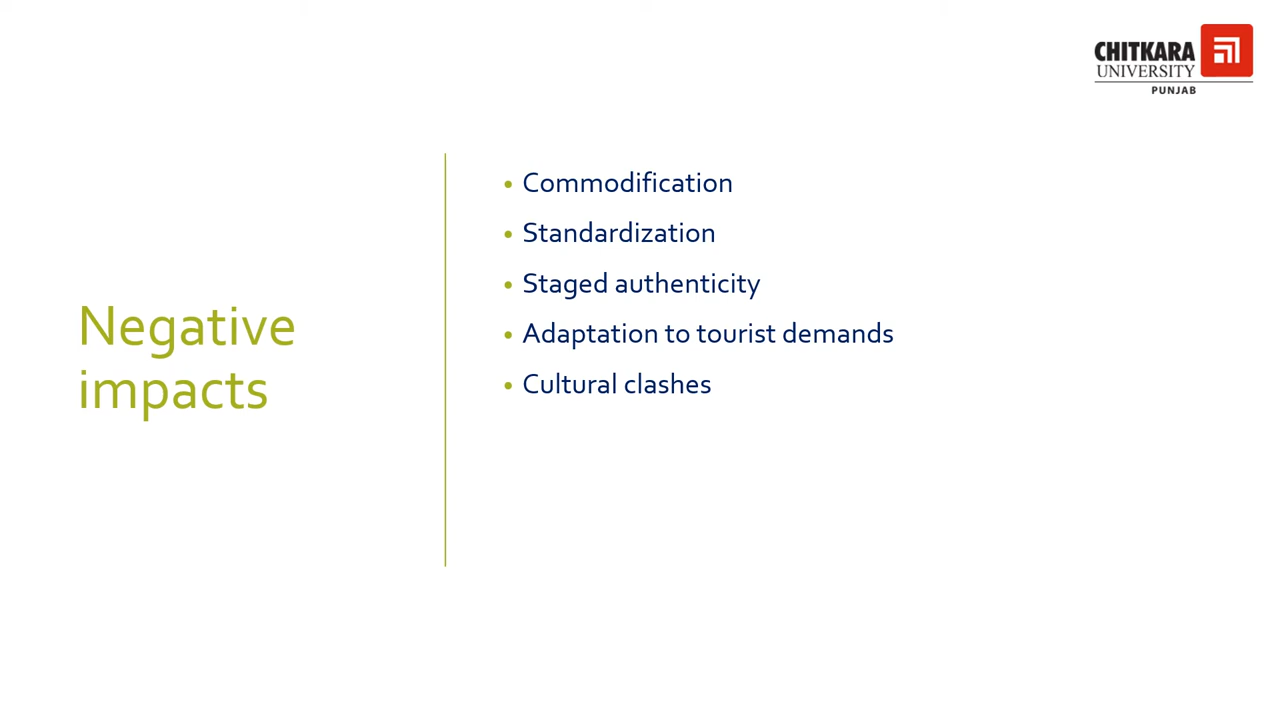 CHITKARA
UNIVERSITY
PUNJAB
Negative
impacts
• Commodification
• Standardization
• Staged authenticity
• Adaptation to tourist demands
• Cultural clashes